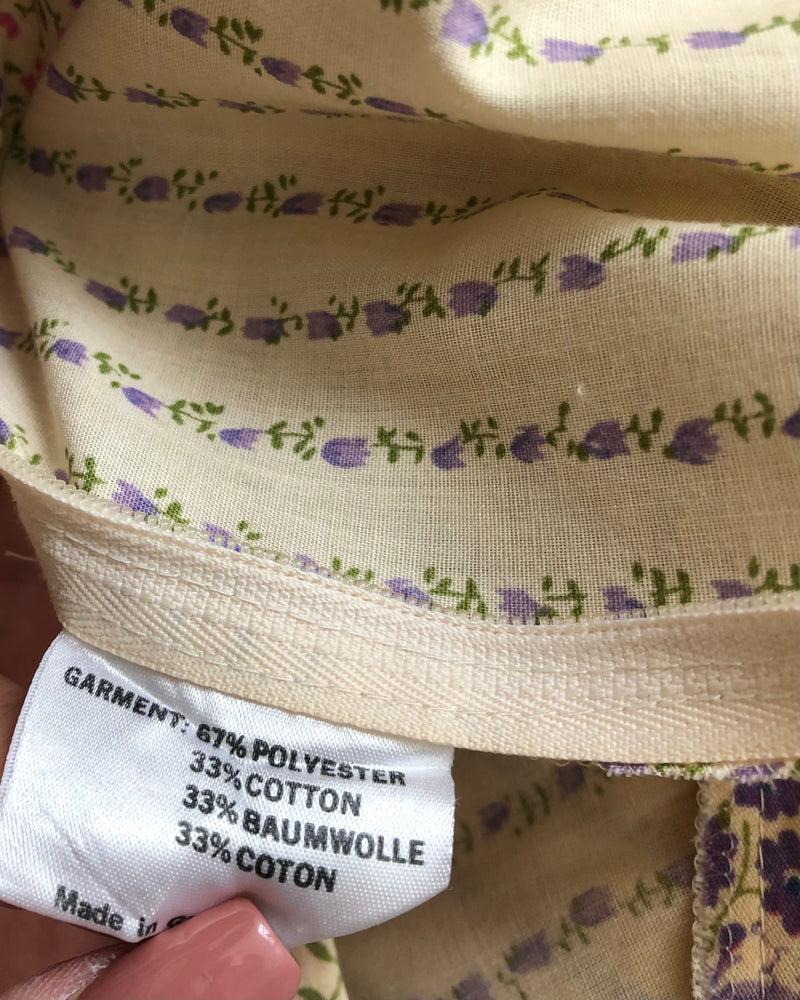 GARMENT: 67% POLYESTER
33% COTTON
33% BAUMWOLLE
33% COTON
Made in